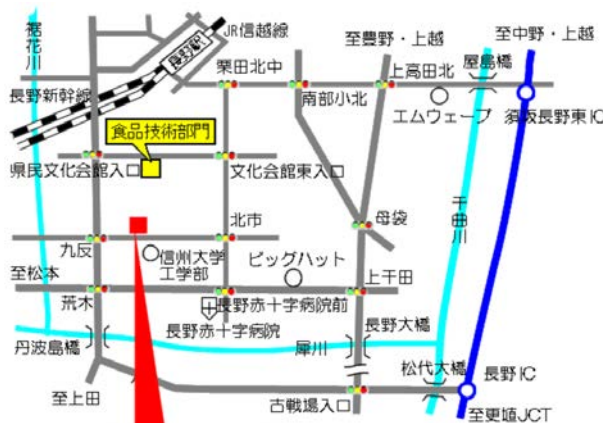 裾花川
JR信越線
長野駅
至豊野・上越
至中野・上越
栗田北中
上高田北
屋島橋
長野新幹線
南部小北
エムウェーブ
須坂長野東IC
食品技術部門
県民文化会館入口
文化会館東入口
千曲川
北市
母袋
九反
信州大学
工学部
ビッグハット
至松本
上千田
荒木
長野赤十字病院前
長野赤十字病院
長野大橋
丹波島橋
犀川
松代大橋
長野IC
至上田
古戦場入口
至更埴JCT